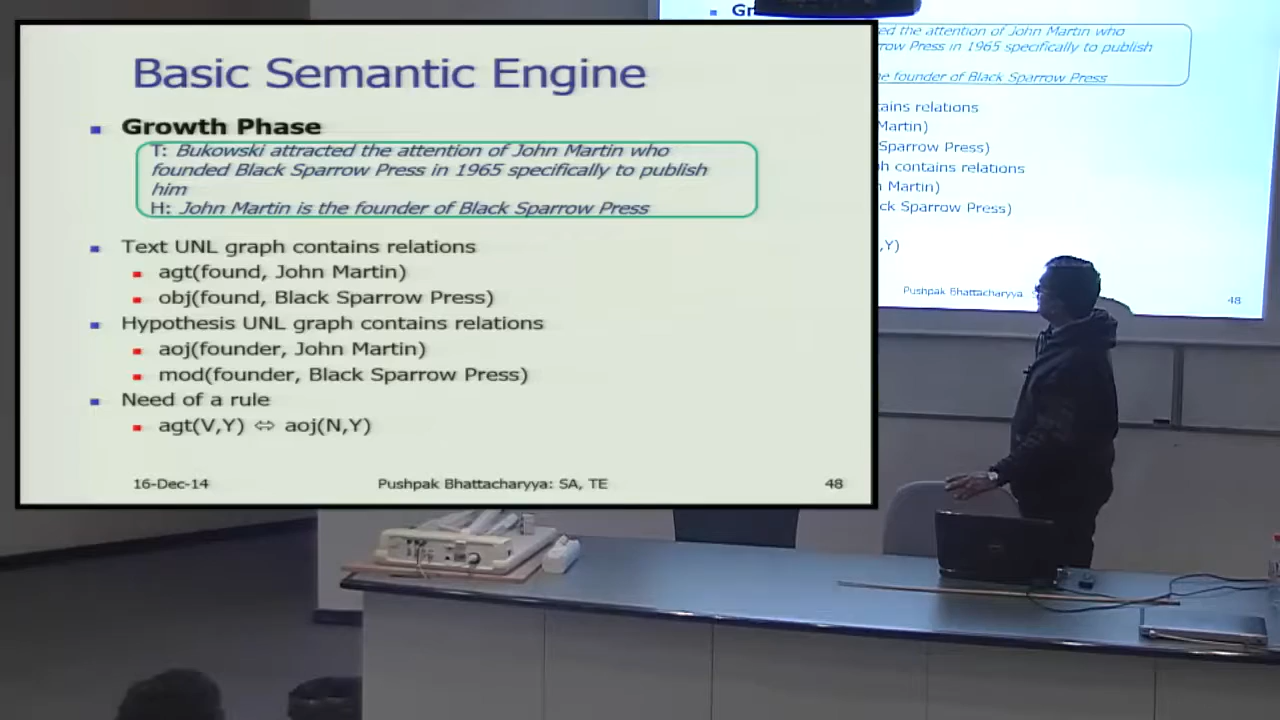 Basic Semantic Engine
Growth Phase
T: Bukowski attracted the attention of John Martin who
founded Black Sparrow Press in 1965 specifically to publish
him
H: John Martin is the founder of Black Sparrow Press
Text UNL graph contains relations
agt(found, John Martin)
obj(found, Black Sparrow Press)
Hypothesis UNL graph contains relations
aoj(founder, John Martin)
mod(founder, Black Sparrow Press)
Need of a rule
agt(V,Y) ⇔ aoj(N,Y)
16-Dec-14
Pushpak Bhattacharyya: SA, TE
48
Gr
ed the attention of John Martin who
row Press in 1965 specifically to publish
e founder of Black Sparrow Press
ains relations
Martin)
Sparrow Press)
h contains relations
Martin)
ck Sparrow Press)
,Y)
Pushpak Bhattacharyya
48